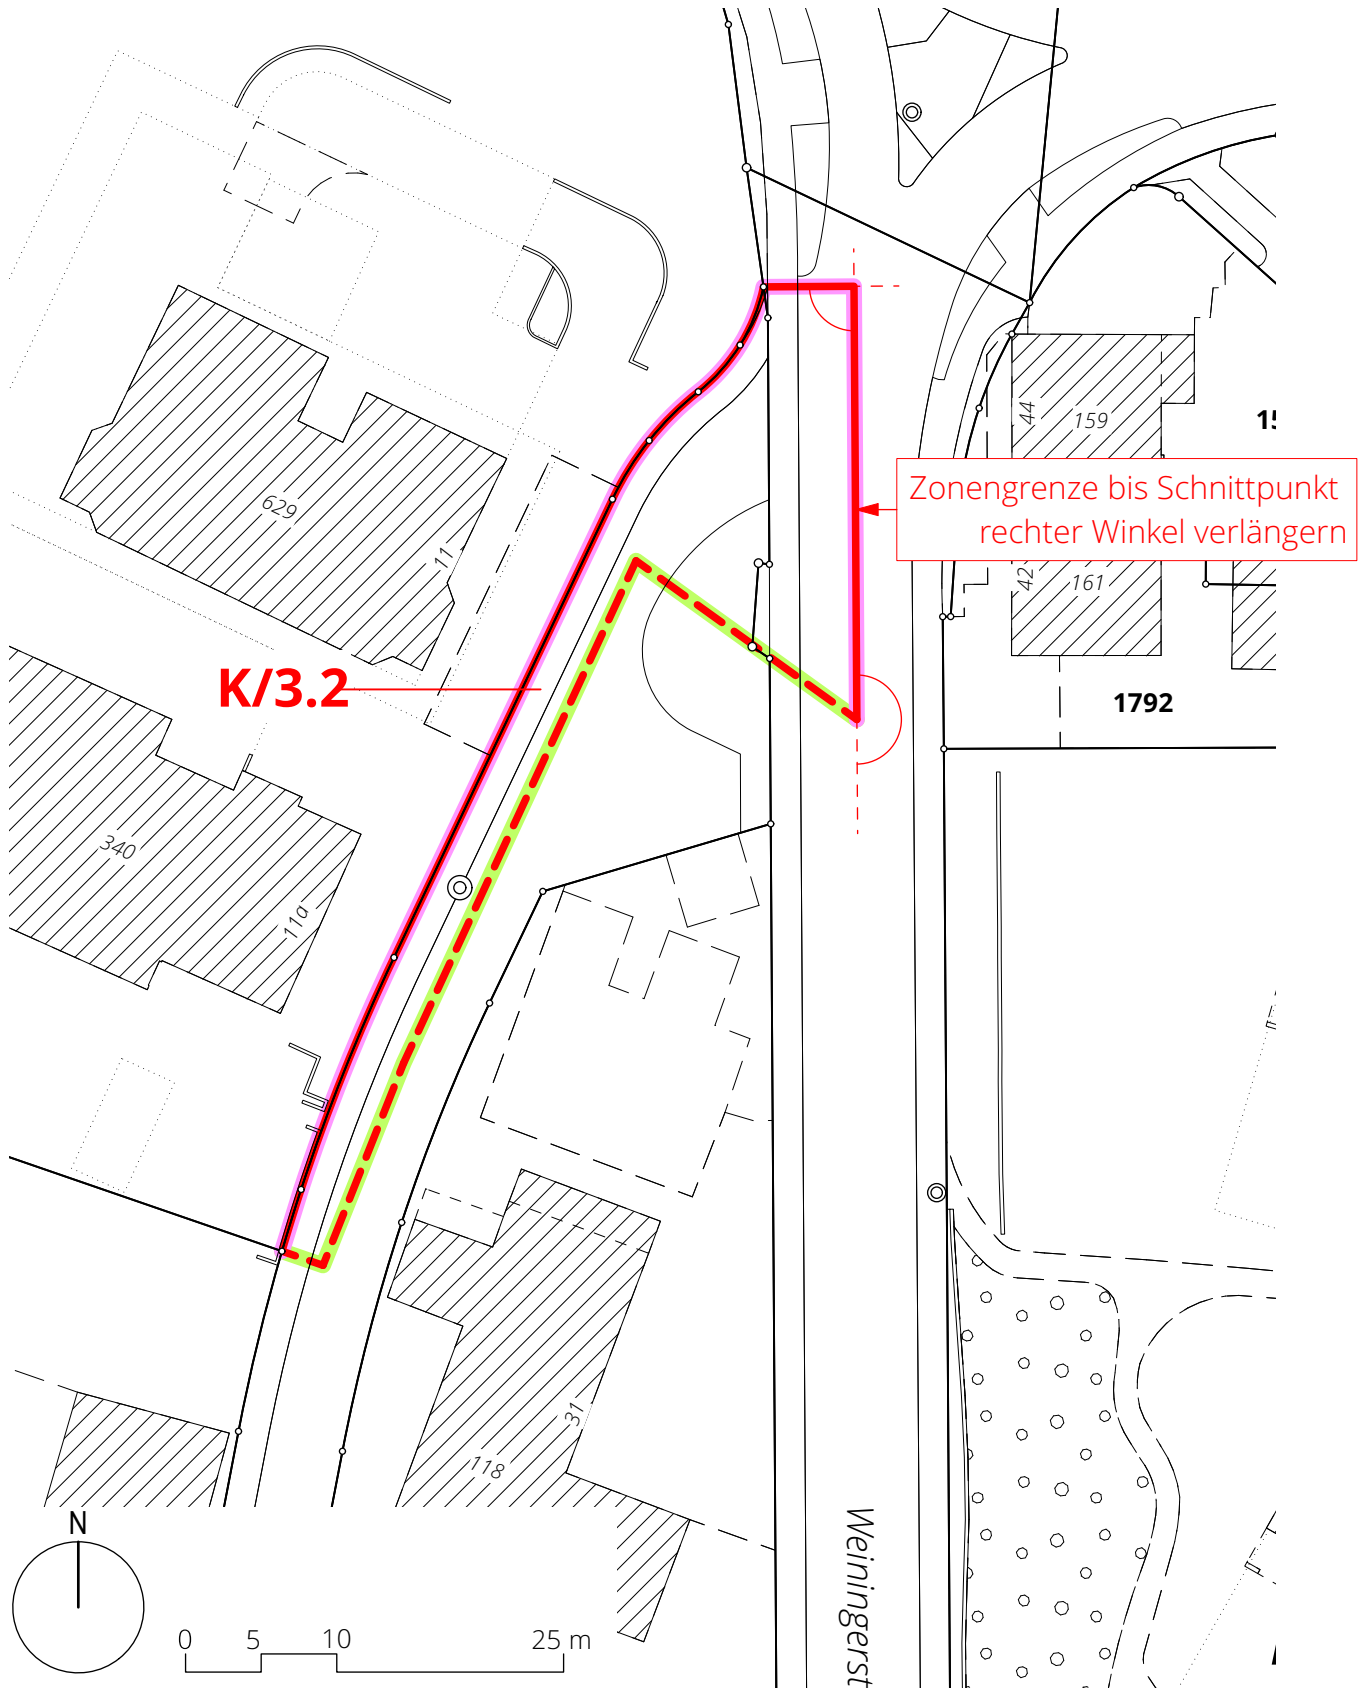 44
159
Zonengrenze bis Schnittpunkt
rechter Winkel verlängern
629
11
42
161
K/3.2
1792
340
11a
31
118
N
0 5 10 25 m
Weiningerst